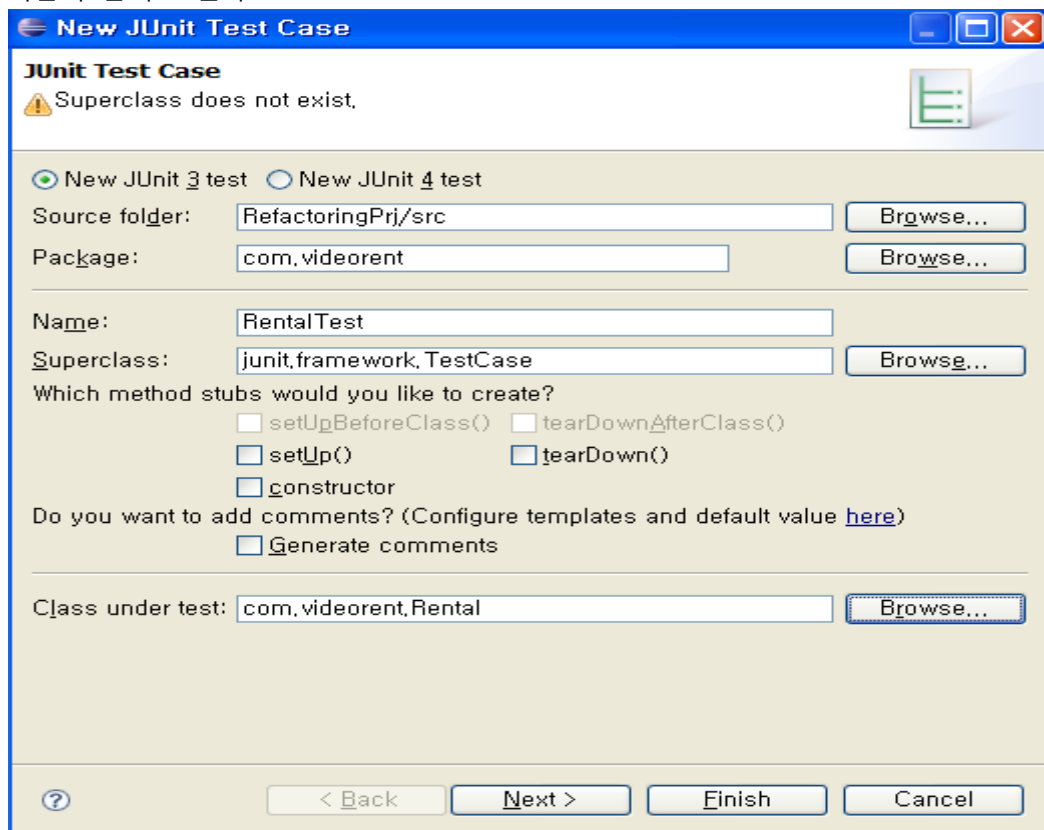 New JUnit Test Case
JUnit Test Case
Superclass does not exist.
New JUnit 3 test New JUnit 4 test
Source folder: RefactoringPrj/src Browse...
Package: com.videorent Browse...
Name: RentalTest
Superclass: junit.framework.TestCase Browse...
Which method stubs would you like to create?
setUpBeforeClass() tearDownAfterClass()
setUp() tearDown()
constructor
Do you want to add comments? (Configure templates and default value here)
Generate comments
Class under test: com.videorent.Rental Browse...
? < Back Next > Finish Cancel